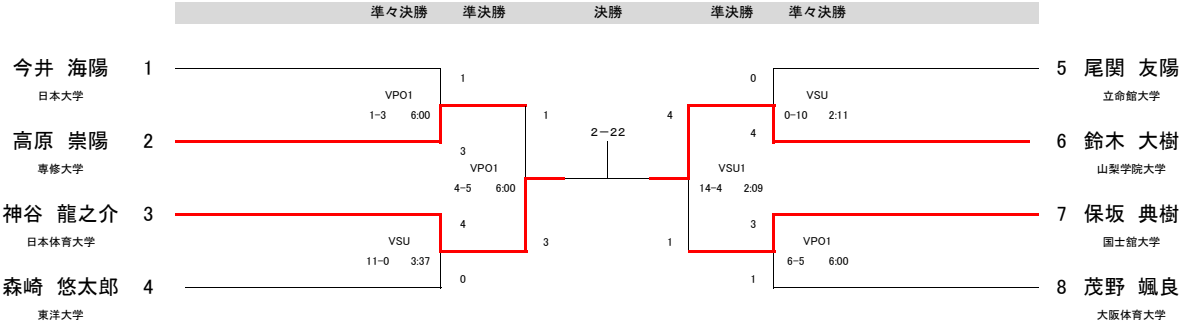 準々決勝 準決勝 決勝 準決勝 準々決勝
今井 海陽 1
日本大学
高原 崇陽 2
専修大学
神谷 龍之介 3
日本体育大学
森崎 悠太郎 4
東洋大学
1
VPO1
1-3 6:00
3
4
VSU
11-0 3:37
0
1
VPO1
4-5 6:00
3
2－22
4
VSU1
14-4 2:09
1
0
VSU
0-10 2:11
4
3
VPO1
6-5 6:00
1
5 尾関 友陽
立命館大学
6 鈴木 大樹
山梨学院大学
7 保坂 典樹
国士舘大学
8 茂野 颯良
大阪体育大学